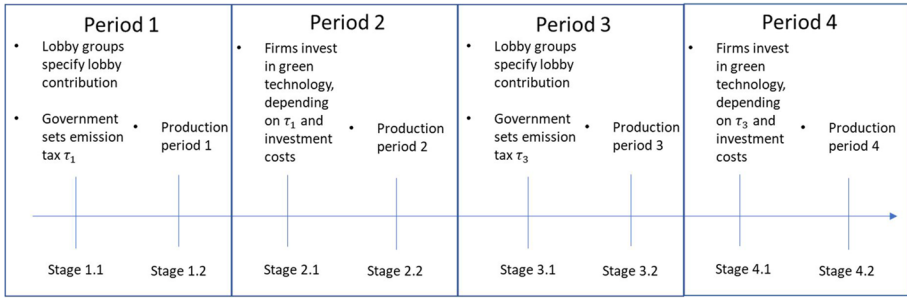 Period 1
• Lobby groups
specify lobby
contribution
• Government
sets emission
tax τ₁
• Production
period 1
Stage 1.1
Stage 1.2
Period 2
• Firms invest
in green
technology,
depending
on τ₁ and
investment
costs
• Production
period 2
Stage 2.1
Stage 2.2
Period 3
• Lobby groups
specify lobby
contribution
• Government
sets emission
tax τ₃
• Production
period 3
Stage 3.1
Stage 3.2
Period 4
• Firms invest
in green
technology,
depending
on τ₃ and
investment
costs
• Production
period 4
Stage 4.1
Stage 4.2